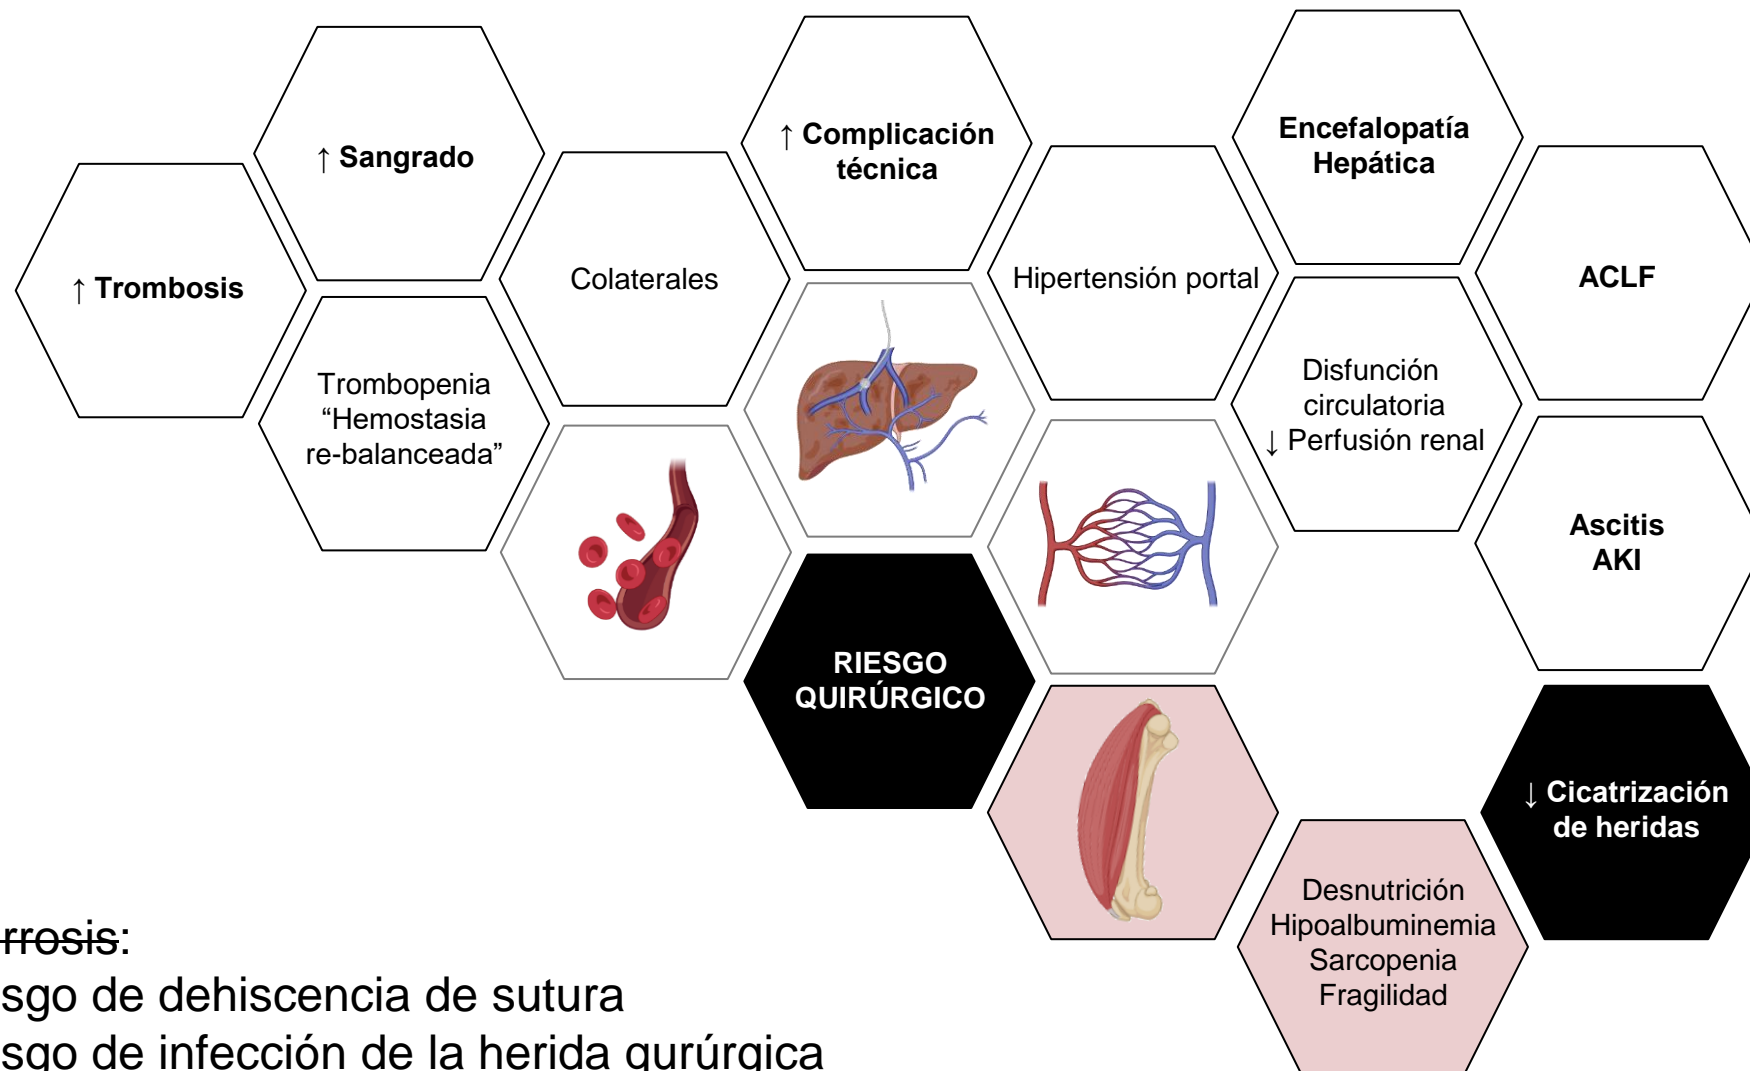 ↑ Complicación
técnica
Encefalopatía
Hepática
↑ Sangrado
↑ Trombosis
Colaterales
Hipertensión portal
ACLF
Trombopenia
“Hemostasia
re-balanceada”
Disfunción
circulatoria
↓ Perfusión renal
Ascitis
AKI
RIESGO
QUIRÚRGICO
↓ Cicatrización
de heridas
Desnutrición
Hipoalbuminemia
Sarcopenia
Fragilidad
rrosis:
sgo de dehiscencia de sutura
sgo de infección de la herida qurúrgica